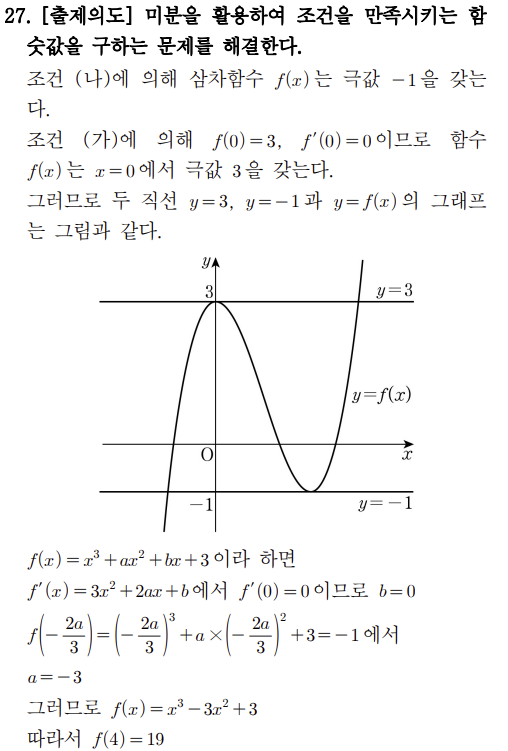 27. [출제의도] 미분을 활용하여 조건을 만족시키는 함
숫값을 구하는 문제를 해결한다.
조건 (나)에 의해 삼차함수 f(x)는 극값 −1을 갖는
다.
조건 (가)에 의해 f(0)=3, f′(0)=0이므로 함수
f(x)는 x=0에서 극값 3을 갖는다.
그러므로 두 직선 y=3, y=−1과 y=f(x)의 그래프
는 그림과 같다.
y
3
y=3
y=f(x)
O
x
−1
y=−1
f(x)=x³+ax²+bx+3이라 하면
f′(x)=3x²+2ax+b에서 f′(0)=0이므로 b=0
f(−2a/3)=(−2a/3)³+a×(−2a/3)²+3=−1에서
a=−3
그러므로 f(x)=x³−3x²+3
따라서 f(4)=19